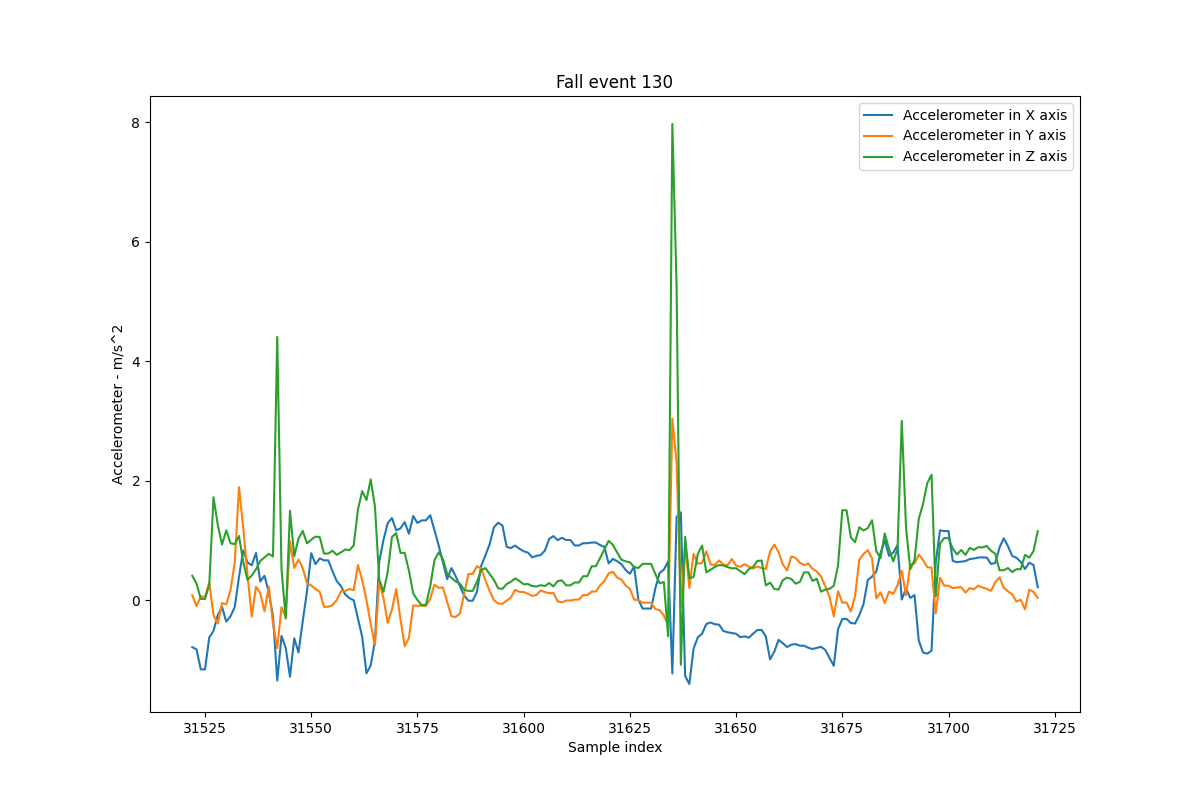 Fall event 130
Accelerometer in X axis
Accelerometer in Y axis
Accelerometer in Z axis
Accelerometer - m/s^2
8
6
4
2
0
31525 31550 31575 31600 31625 31650 31675 31700 31725
Sample index